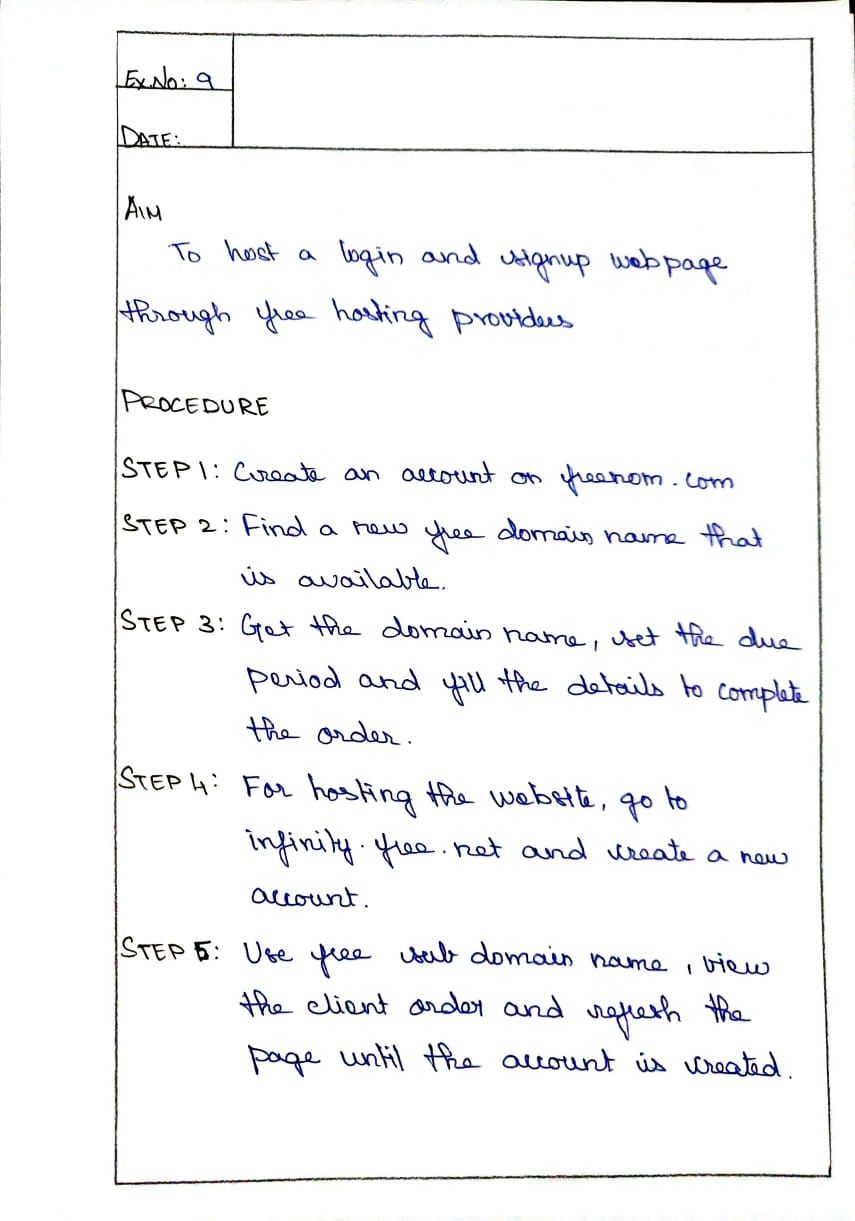 Ex.No: 9
DATE:
AIM
To host a login and signup webpage
through free hosting providers
PROCEDURE
STEP 1: Create an account on freenom.com
STEP 2: Find a new free domain name that
is available.
STEP 3: Get the domain name, set the due
period and fill the details to complete
the order.
STEP 4: For hosting the website, go to
infinity.free.net and create a new
account.
STEP 5: Use free sub domain name, view
the client order and refresh the
page until the account is created.